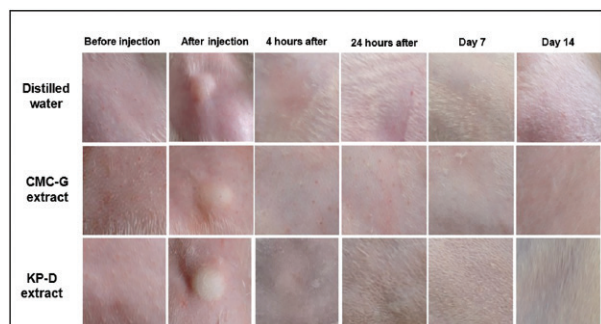 Before injection After injection 4 hours after 24 hours after Day 7 Day 14
Distilled
water
CMC-G
extract
KP-D
extract